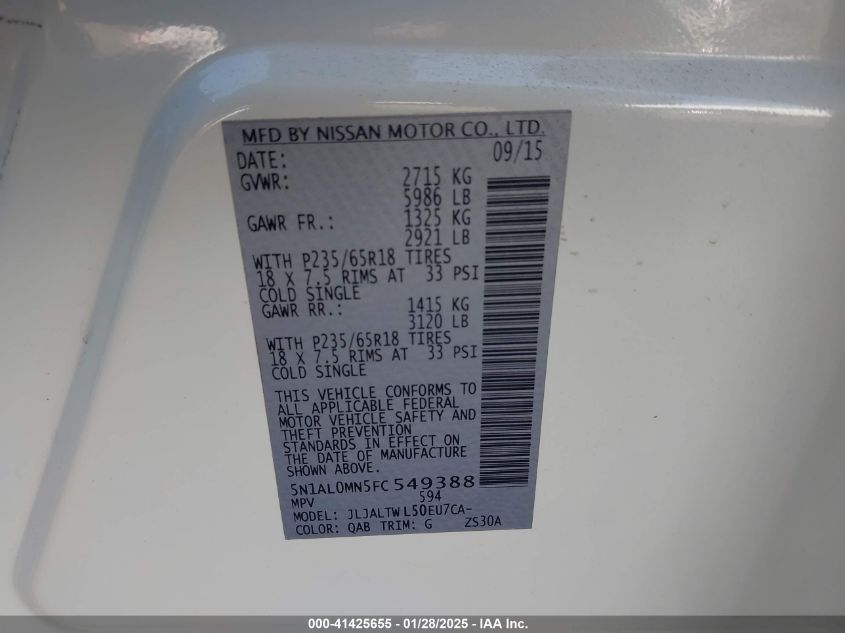 MFD BY NISSAN MOTOR CO., LTD.
DATE: 09/15
GVWR: 2715 KG
5986 LB
GAWR FR.: 1325 KG
2921 LB
WITH P235/65R18 TIRES
18 X 7.5 RIMS AT 33 PSI
COLD SINGLE
GAWR RR.: 1415 KG
3120 LB
WITH P235/65R18 TIRES
18 X 7.5 RIMS AT 33 PSI
COLD SINGLE
THIS VEHICLE CONFORMS TO
ALL APPLICABLE FEDERAL
MOTOR VEHICLE SAFETY AND
THEFT PREVENTION
STANDARDS IN EFFECT ON
THE DATE OF MANUFACTURE
SHOWN ABOVE.
5N1AL0MN5FC549388
MPV 594
MODEL: JLJALTWL50EU7CA-
COLOR: QAB TRIM: G ZS30A
000-41425655 - 01/28/2025 - IAA Inc.